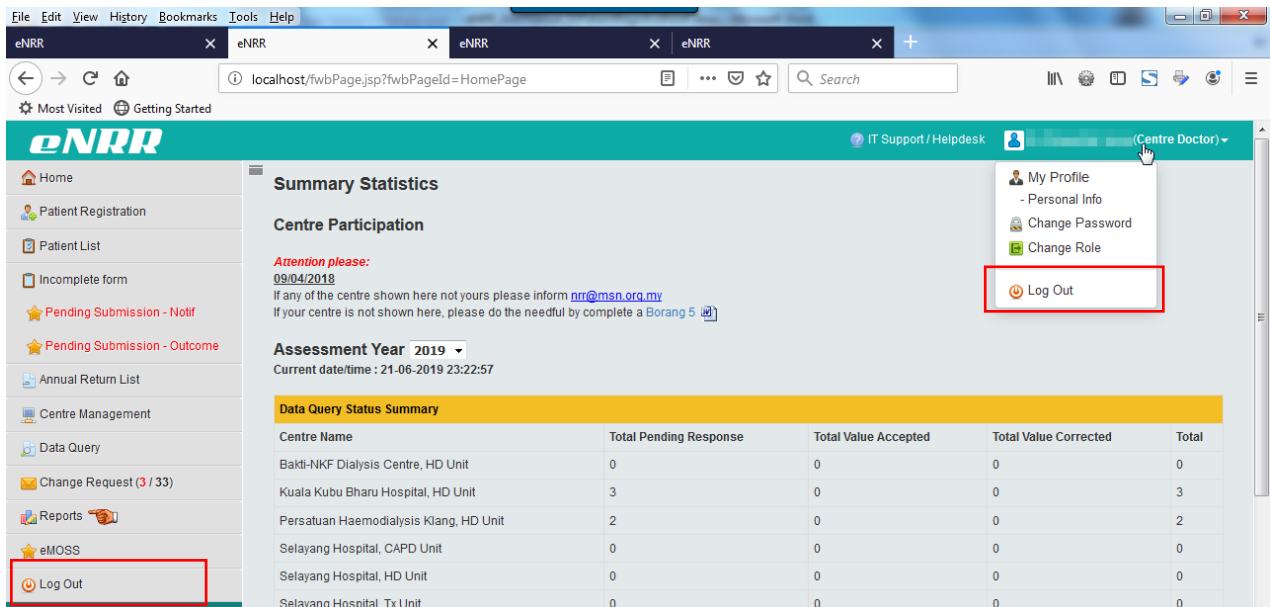 File Edit View History Bookmarks Tools Help
eNRR eNRR eNRR eNRR
localhost/fwbPage.jsp?fwbPageId=HomePage Search
Most Visited Getting Started
eNRR IT Support / Helpdesk (Centre Doctor)
Home
Patient Registration
Patient List
Incomplete form
Pending Submission - Notif
Pending Submission - Outcome
Annual Return List
Centre Management
Data Query
Change Request (3 / 33)
Reports
eMOSS
Log Out
My Profile
- Personal Info
Change Password
Change Role
Log Out
Summary Statistics
Centre Participation
Attention please:
09/04/2018
If any of the centre shown here not yours please inform nrr@msn.org.my
If your centre is not shown here, please do the needful by complete a Borang 5
Assessment Year 2019
Current date/time : 21-06-2019 23:22:57
Data Query Status Summary
Centre Name Total Pending Response Total Value Accepted Total Value Corrected Total
Bakti-NKF Dialysis Centre, HD Unit 0 0 0 0
Kuala Kubu Bharu Hospital, HD Unit 3 0 0 3
Persatuan Haemodialysis Klang, HD Unit 2 0 0 2
Selayang Hospital, CAPD Unit 0 0 0 0
Selayang Hospital, HD Unit 0 0 0 0
Selayang Hospital, Tx Unit 0 0 0 0